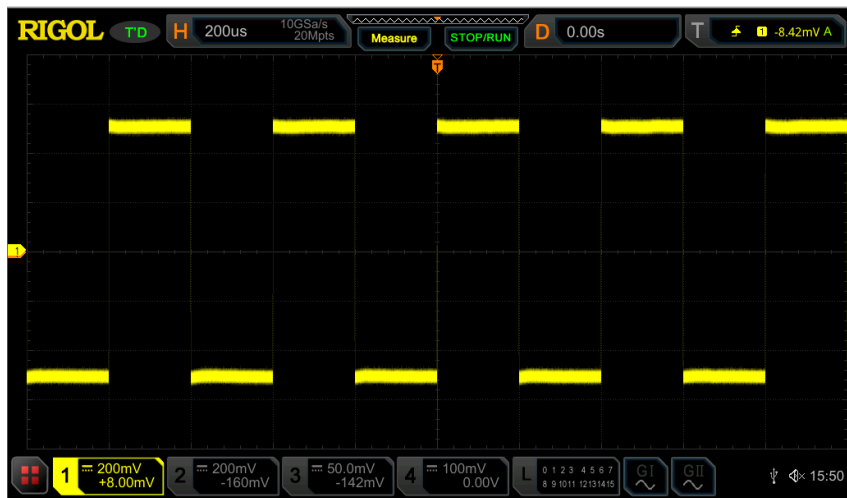 RIGOL T'D H 200us 10GSa/s 20Mpts Measure STOP/RUN D 0.00s T 1 -8.42mV A
T
1
1 200mV +8.00mV 2 200mV -160mV 3 50.0mV -142mV 4 100mV 0.00V L 0 1 2 3 4 5 6 7 8 9 10 11 12 13 14 15 GI GII 15:50